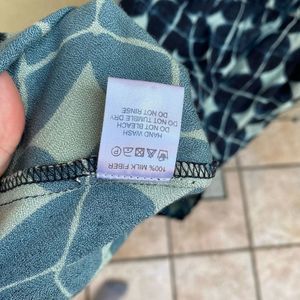 100% MILK FIBER
P
HAND WASH
DO NOT BLEACH
DO NOT TUMBLE DRY
DO NOT RINSE